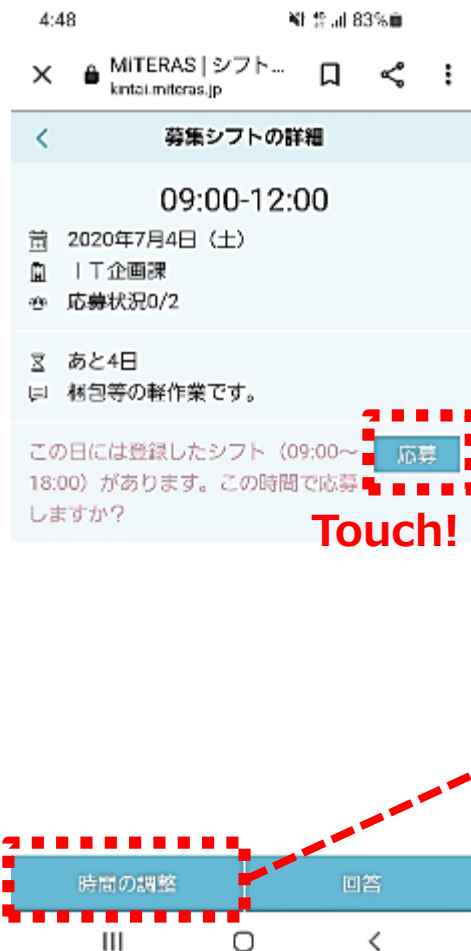 4:48
83%
MITERAS | シフト...
kintai.miteras.jp
募集シフトの詳細
09:00-12:00
2020年7月4日（土）
ＩＴ企画課
応募状況0/2
あと4日
梱包等の軽作業です。
この日には登録したシフト（09:00～
18:00）があります。この時間で応募
しますか？
応募
Touch!
時間の調整
回答